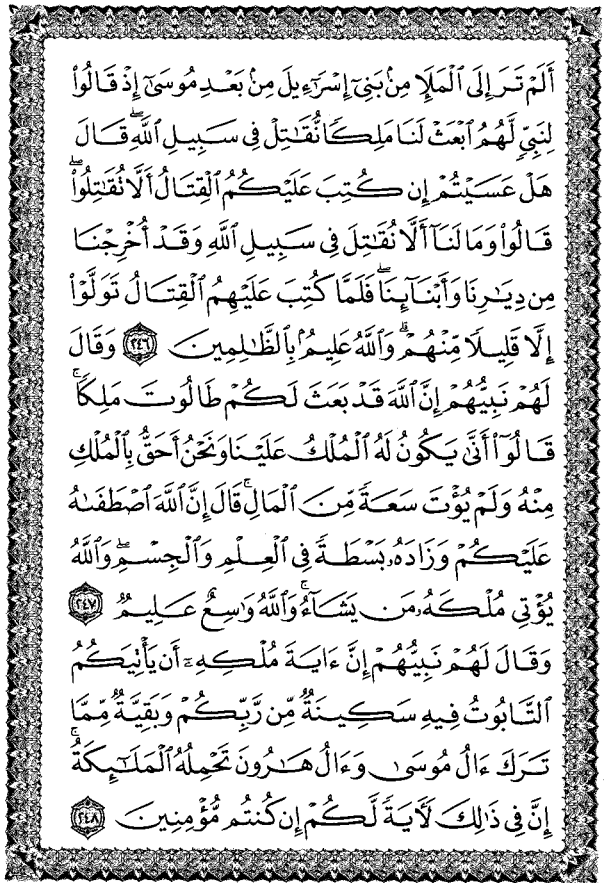 أَلَمْ تَرَ إِلَى ٱلْمَلَإِ مِنۢ بَنِىٓ إِسْرَٰٓءِيلَ مِنۢ بَعْدِ مُوسَىٰٓ إِذْ قَالُوا۟
لِنَبِىٍّ لَّهُمُ ٱبْعَثْ لَنَا مَلِكًا نُّقَٰتِلْ فِى سَبِيلِ ٱللَّهِ ۖ قَالَ
هَلْ عَسَيْتُمْ إِن كُتِبَ عَلَيْكُمُ ٱلْقِتَالُ أَلَّا تُقَٰتِلُوا۟ ۖ
قَالُوا۟ وَمَا لَنَآ أَلَّا نُقَٰتِلَ فِى سَبِيلِ ٱللَّهِ وَقَدْ أُخْرِجْنَا
مِن دِيَٰرِنَا وَأَبْنَآئِنَا ۖ فَلَمَّا كُتِبَ عَلَيْهِمُ ٱلْقِتَالُ تَوَلَّوْا۟
إِلَّا قَلِيلًا مِّنْهُمْ ۗ وَٱللَّهُ عَلِيمٌۢ بِٱلظَّٰلِمِينَ ٢٤٦ وَقَالَ
لَهُمْ نَبِيُّهُمْ إِنَّ ٱللَّهَ قَدْ بَعَثَ لَكُمْ طَالُوتَ مَلِكًا ۚ
قَالُوٓا۟ أَنَّىٰ يَكُونُ لَهُ ٱلْمُلْكُ عَلَيْنَا وَنَحْنُ أَحَقُّ بِٱلْمُلْكِ
مِنْهُ وَلَمْ يُؤْتَ سَعَةً مِّنَ ٱلْمَالِ ۚ قَالَ إِنَّ ٱللَّهَ ٱصْطَفَىٰهُ
عَلَيْكُمْ وَزَادَهُۥ بَسْطَةً فِى ٱلْعِلْمِ وَٱلْجِسْمِ ۖ وَٱللَّهُ
يُؤْتِى مُلْكَهُۥ مَن يَشَآءُ ۚ وَٱللَّهُ وَٰسِعٌ عَلِيمٌ ٢٤٧
وَقَالَ لَهُمْ نَبِيُّهُمْ إِنَّ ءَايَةَ مُلْكِهِۦٓ أَن يَأْتِيَكُمُ
ٱلتَّابُوتُ فِيهِ سَكِينَةٌ مِّن رَّبِّكُمْ وَبَقِيَّةٌ مِّمَّا
تَرَكَ ءَالُ مُوسَىٰ وَءَالُ هَٰرُونَ تَحْمِلُهُ ٱلْمَلَٰٓئِكَةُ ۚ
إِنَّ فِى ذَٰلِكَ لَءَايَةً لَّكُمْ إِن كُنتُم مُّؤْمِنِينَ ٢٤٨